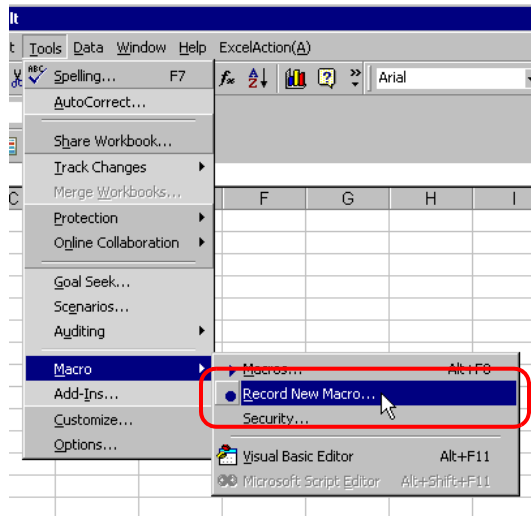 lt
t Tools Data Window Help ExcelAction(A)
Arial
ABC Spelling... F7
AutoCorrect...
Share Workbook...
Track Changes
Merge Workbooks...
C F G H I
Protection
Online Collaboration
Goal Seek...
Scenarios...
Auditing
Macro
Macros... Alt+F8
Add-Ins...
Record New Macro...
Customize...
Security...
Options...
Visual Basic Editor Alt+F11
Microsoft Script Editor Alt+Shift+F11